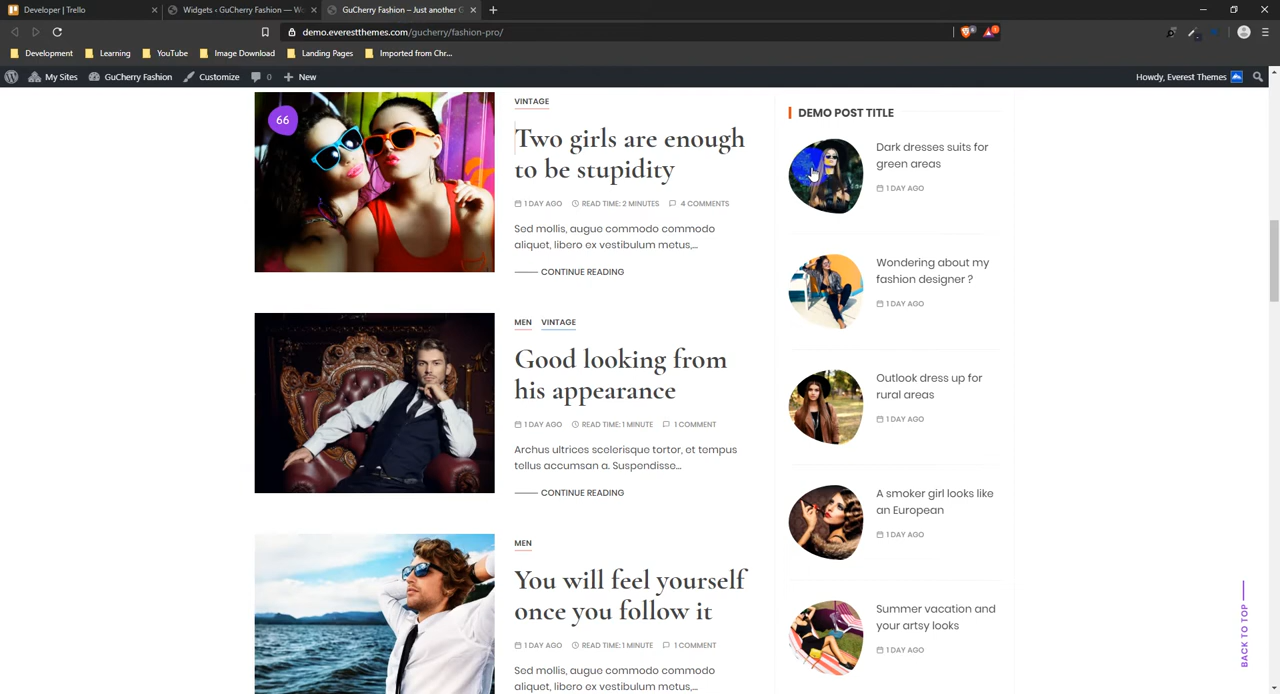 Developer | Trello
Widgets ‹ GuCherry Fashion — Wo
GuCherry Fashion – Just another G
demo.everestthemes.com/gucherry/fashion-pro/
Development
Learning
YouTube
Image Download
Landing Pages
Imported from Chr...
My Sites
GuCherry Fashion
Customize
0
New
Howdy, Everest Themes
66
VINTAGE
Two girls are enough
to be stupidity
1 DAY AGO
READ TIME: 2 MINUTES
4 COMMENTS
Sed mollis, augue commodo commodo
aliquet, libero ex vestibulum metus,...
CONTINUE READING
MEN
VINTAGE
Good looking from
his appearance
1 DAY AGO
READ TIME: 1 MINUTE
1 COMMENT
Archus ultrices scelerisque tortor, et tempus
tellus accumsan a. Suspendisse...
CONTINUE READING
MEN
You will feel yourself
once you follow it
1 DAY AGO
READ TIME: 1 MINUTE
1 COMMENT
Sed mollis, augue commodo commodo
aliquet, libero ex vestibulum metus,...
DEMO POST TITLE
Dark dresses suits for
green areas
1 DAY AGO
Wondering about my
fashion designer ?
1 DAY AGO
Outlook dress up for
rural areas
1 DAY AGO
A smoker girl looks like
an European
1 DAY AGO
Summer vacation and
your artsy looks
1 DAY AGO
BACK TO TOP